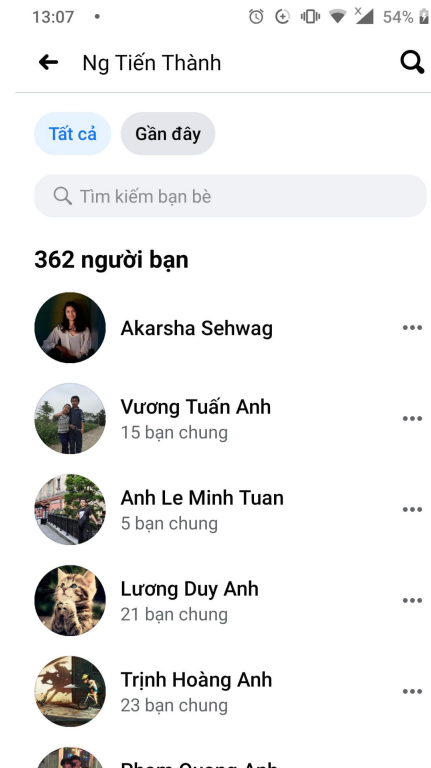 13:07
x
54%
Ng Tiến Thành
Tất cả
Gần đây
Tìm kiếm bạn bè
362 người bạn
Akarsha Sehwag
Vương Tuấn Anh
15 bạn chung
Anh Le Minh Tuan
5 bạn chung
Lương Duy Anh
21 bạn chung
Trịnh Hoàng Anh
23 bạn chung